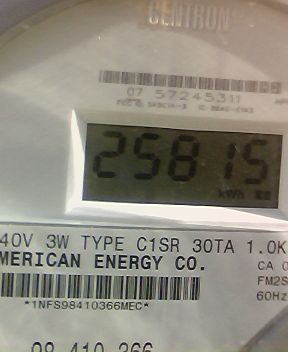 CENTRON
07 57245311
25815
kWh
40V 3W TYPE C1SR 30TA 1.0K
MERICAN ENERGY CO.
CA 0
FM2S
60Hz
*1NFS98410366MEC*
98 410 366